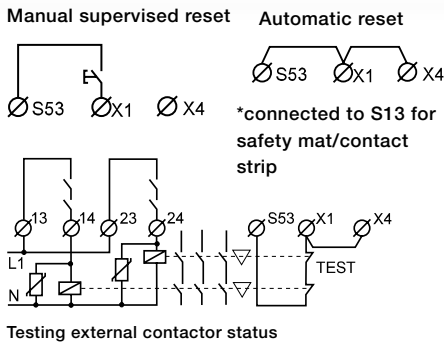 Manual supervised reset
Automatic reset
S53 X1 X4
S53 X1 X4
*connected to S13 for
safety mat/contact
strip
13 14 23 24
S53 X1 X4
L1
TEST
N
Testing external contactor status